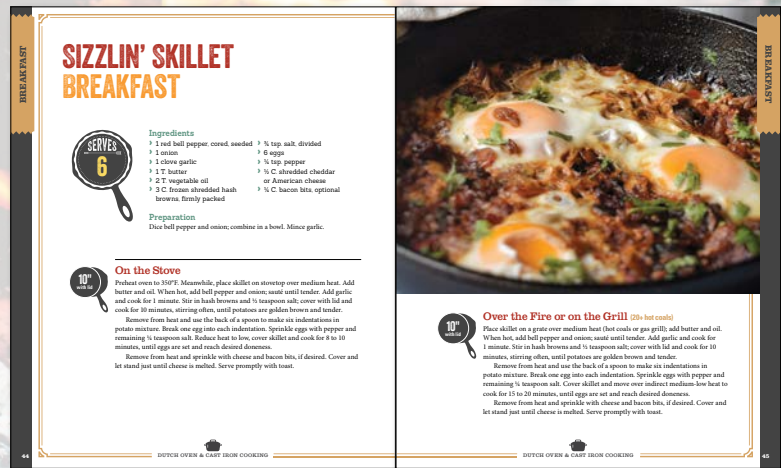 BREAKFAST
SIZZLIN' SKILLET
BREAKFAST
SERVES
6
Ingredients
› 1 red bell pepper, cored, seeded
› 1 onion
› 1 clove garlic
› 1 T. butter
› 2 T. vegetable oil
› 3 C. frozen shredded hash
browns, firmly packed
› ¾ tsp. salt, divided
› 6 eggs
› tsp. pepper
› C. shredded cheddar
or American cheese
› C. bacon bits, optional
Preparation
Dice bell pepper and onion; combine in a bowl. Mince garlic.
10"
with lid
On the Stove
Preheat oven to 350°F. Meanwhile, place skillet on stovetop over medium heat. Add
butter and oil. When hot, add bell pepper and onion; sauté until tender. Add garlic
and cook for 1 minute. Stir in hash browns and ½ teaspoon salt; cover with lid and
cook for 10 minutes, stirring often, until potatoes are golden brown and tender.
Remove from heat and use the back of a spoon to make six indentations in
potato mixture. Break one egg into each indentation. Sprinkle eggs with pepper and
remaining ¼ teaspoon salt. Reduce heat to low, cover skillet and cook for 8 to 10
minutes, until eggs are set and reach desired doneness.
Remove from heat and sprinkle with cheese and bacon bits, if desired. Cover and
let stand just until cheese is melted. Serve promptly with toast.
44
DUTCH OVEN & CAST IRON COOKING
BREAKFAST
10"
with lid
Over the Fire or on the Grill (20+ hot coals)
Place skillet on a grate over medium heat (hot coals or gas grill); add butter and oil.
When hot, add bell pepper and onion; sauté until tender. Add garlic and cook for
1 minute. Stir in hash browns and ½ teaspoon salt; cover with lid and cook for 10
minutes, stirring often, until potatoes are golden brown and tender.
Remove from heat and use the back of a spoon to make six indentations in
potato mixture. Break one egg into each indentation. Sprinkle eggs with pepper and
remaining ¼ teaspoon salt. Cover skillet and move over indirect medium-low heat to
cook for 15 to 20 minutes, until eggs are set and reach desired doneness.
Remove from heat and sprinkle with cheese and bacon bits, if desired. Cover and
let stand just until cheese is melted. Serve promptly with toast.
DUTCH OVEN & CAST IRON COOKING
45